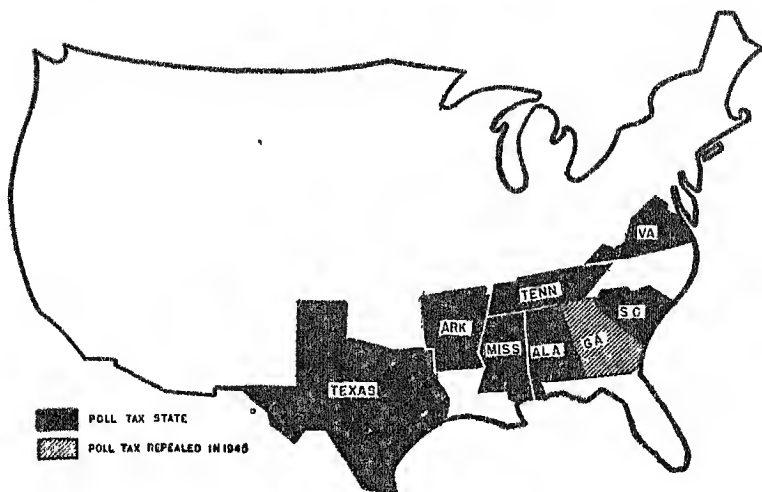 VA
TENN
ARK
S C
MISS
ALA
GA
TEXAS
POLL TAX STATE
POLL TAX REPEALED IN 1945